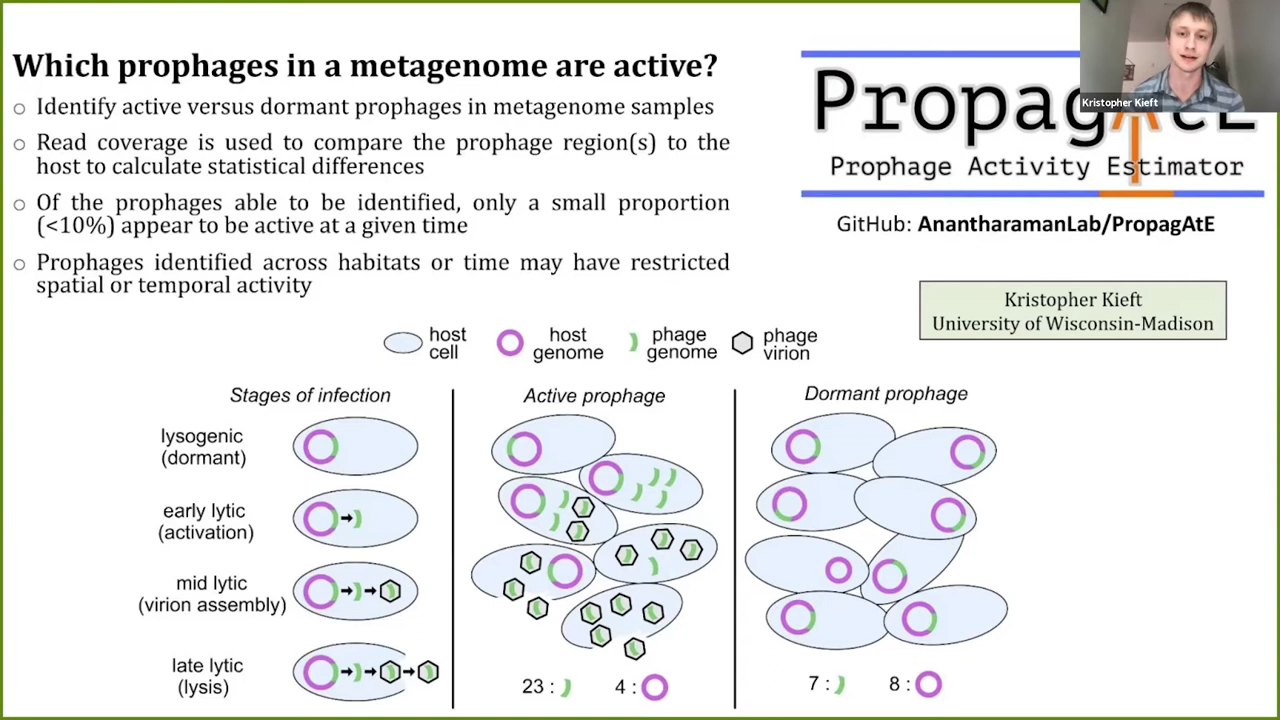 Which prophages in a metagenome are active?
○ Identify active versus dormant prophages in metagenome samples
○ Read coverage is used to compare the prophage region(s) to the
host to calculate statistical differences
○ Of the prophages able to be identified, only a small proportion
(<10%) appear to be active at a given time
○ Prophages identified across habitats or time may have restricted
spatial or temporal activity
Kristopher Kieft
PropagAtE
Prophage Activity Estimator
GitHub: AnantharamanLab/PropagAtE
Kristopher Kieft
University of Wisconsin-Madison
host
cell
host
genome
phage
genome
phage
virion
Stages of infection
lysogenic
(dormant)
early lytic
(activation)
mid lytic
(virion assembly)
late lytic
(lysis)
Active prophage
23 :
4 :
Dormant prophage
7 :
8 :